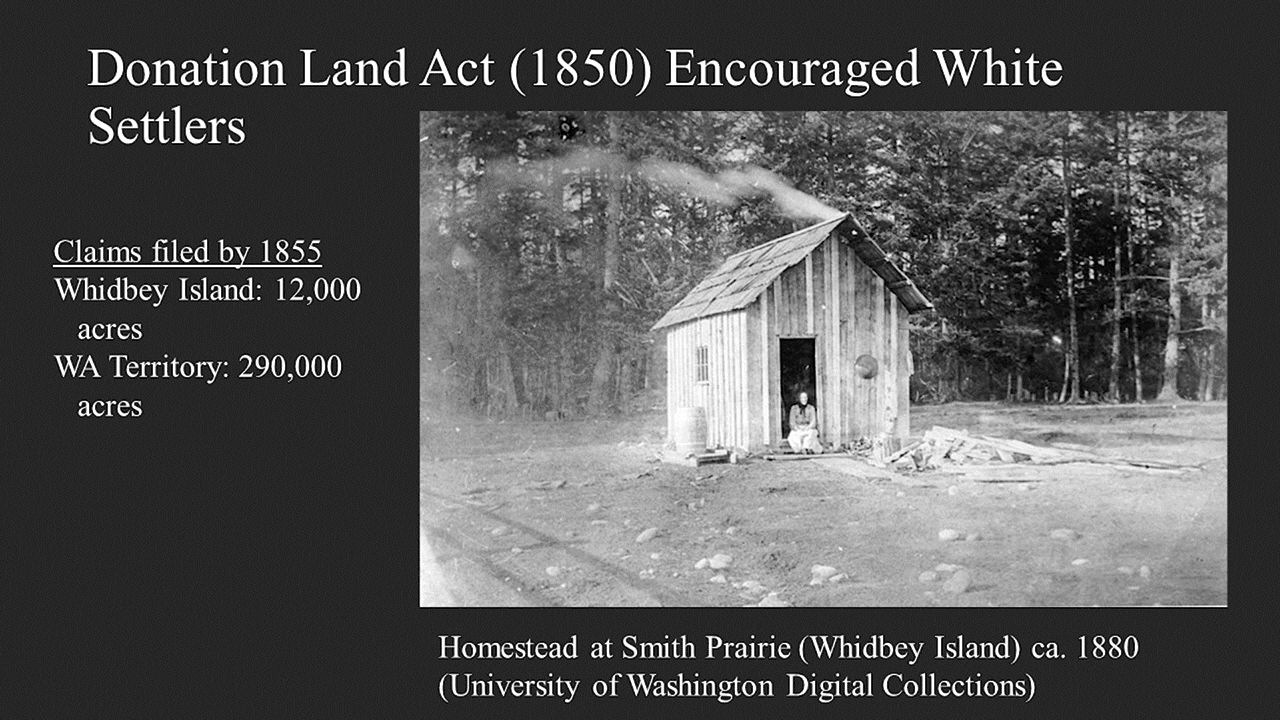 Donation Land Act (1850) Encouraged White
Settlers
Claims filed by 1855
Whidbey Island: 12,000
acres
WA Territory: 290,000
acres
Homestead at Smith Prairie (Whidbey Island) ca. 1880
(University of Washington Digital Collections)